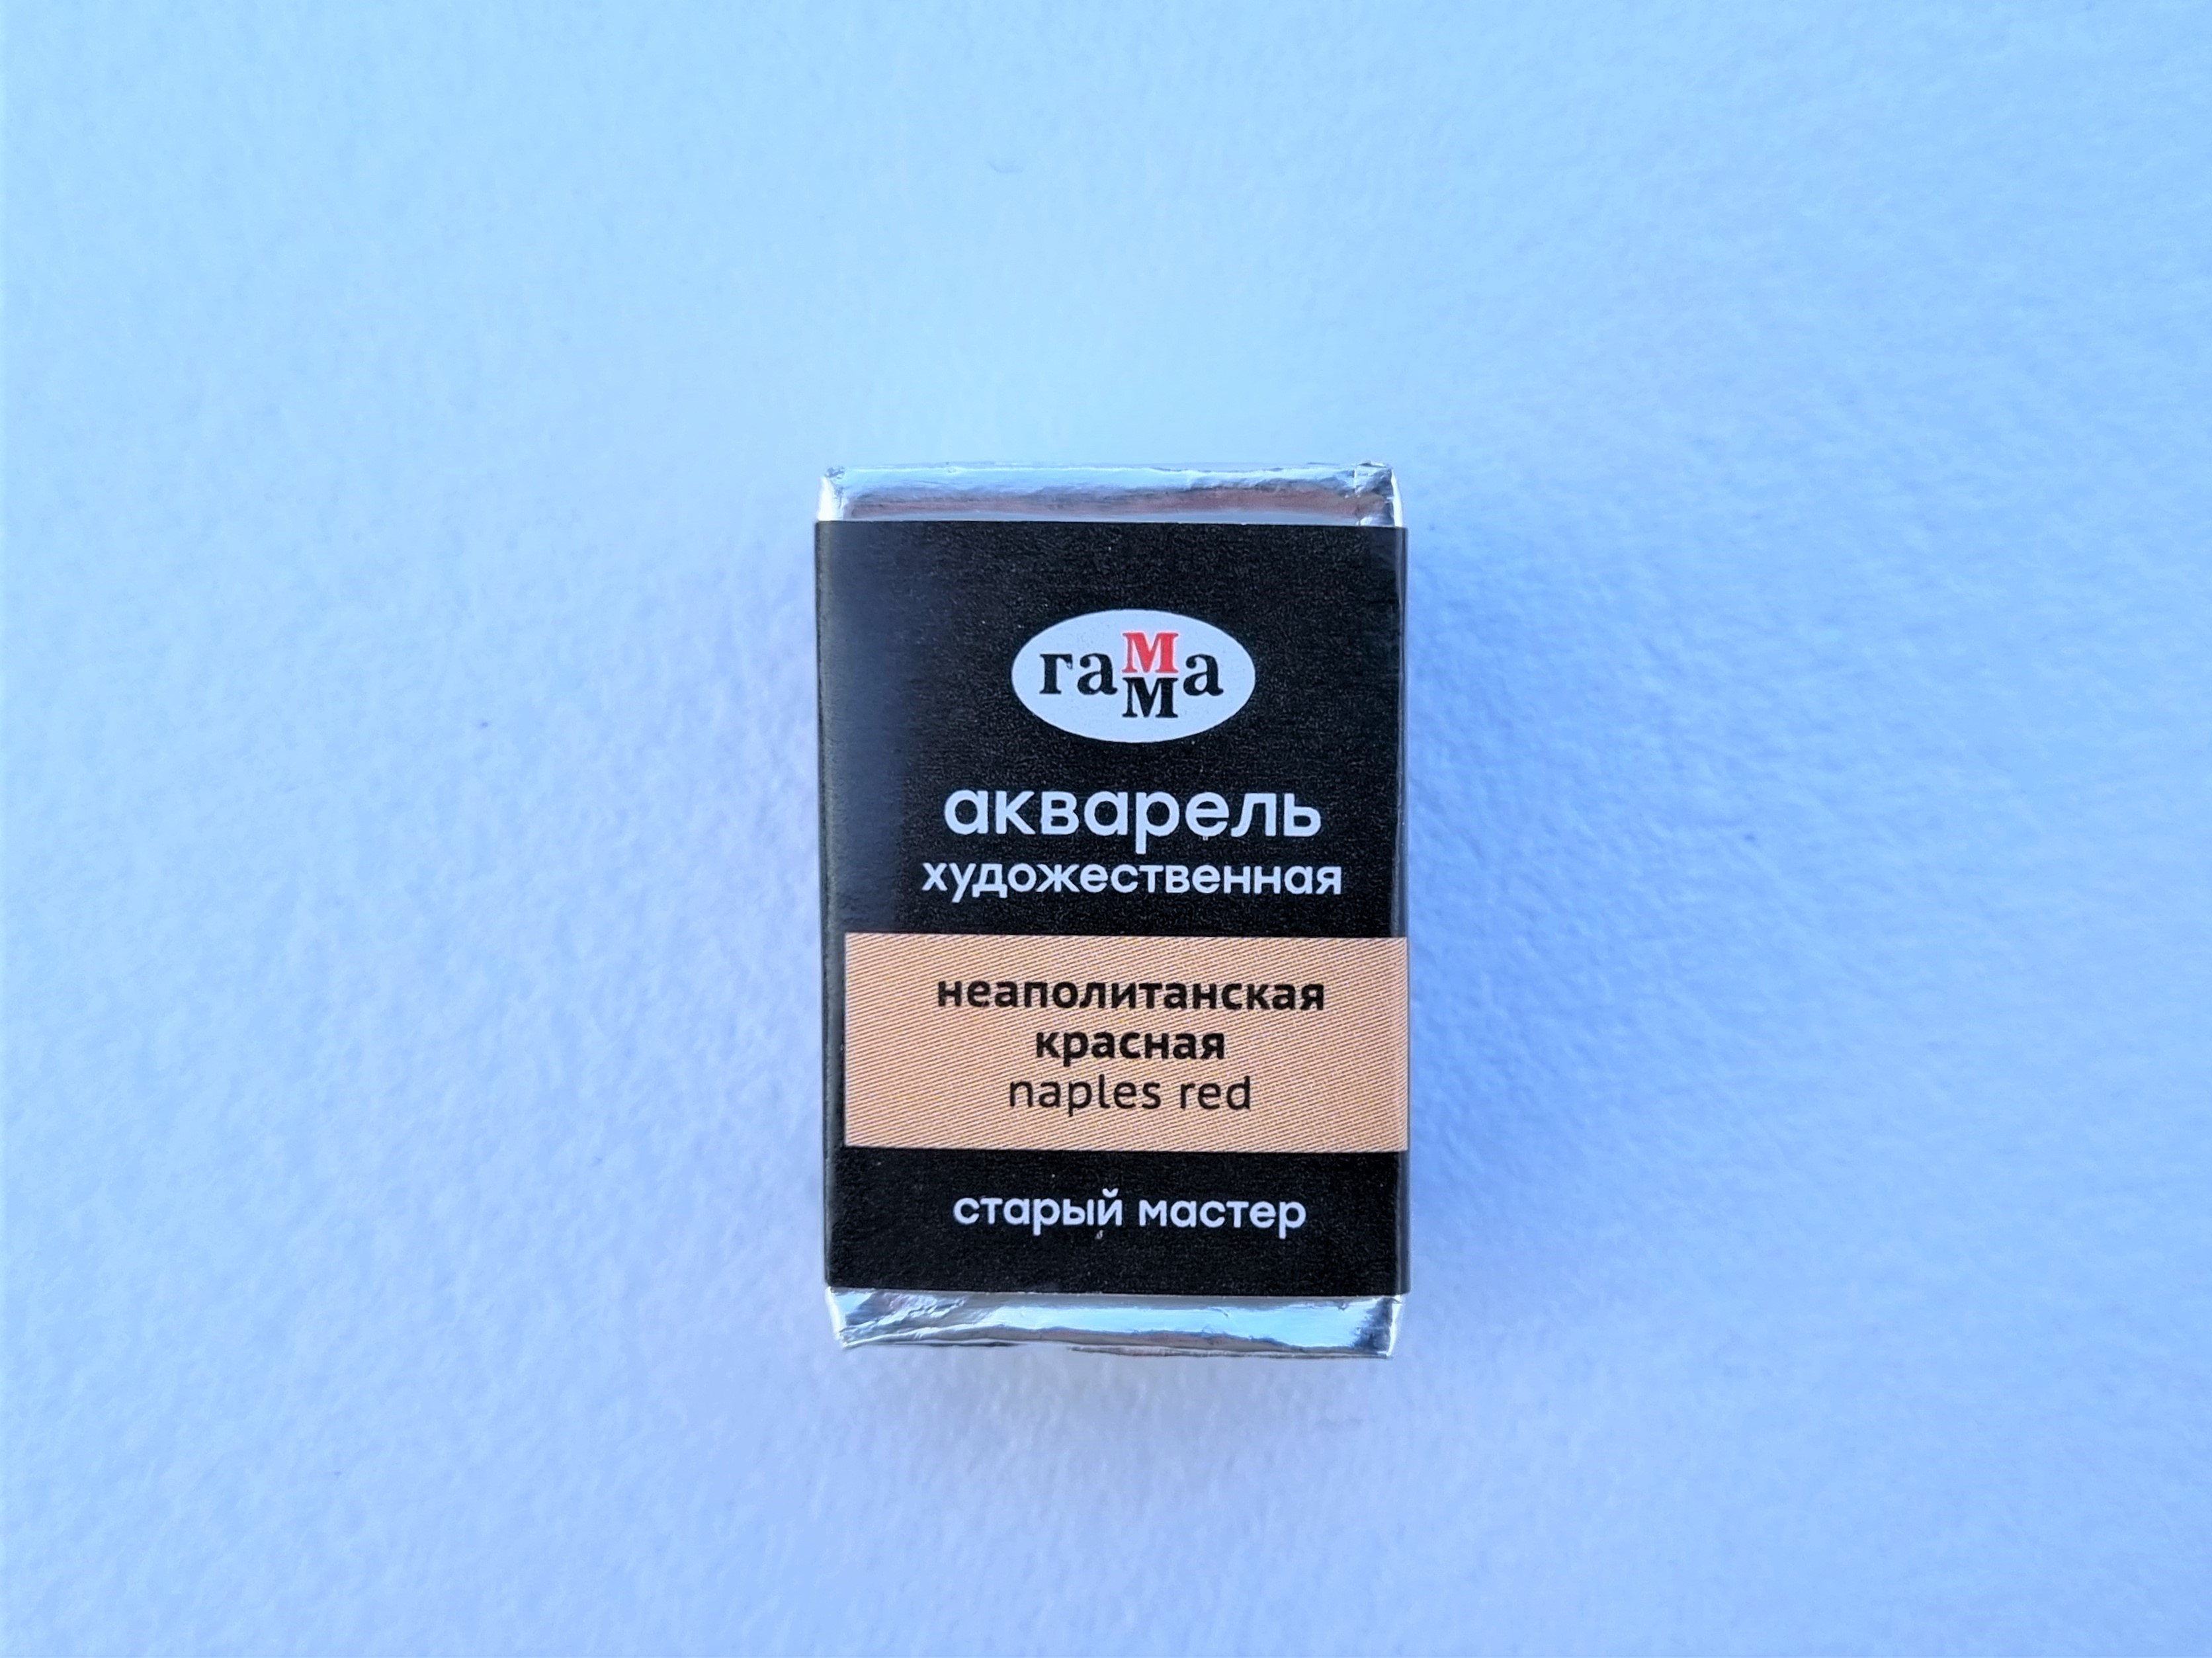 гамма
акварель
художественная
неаполитанская
красная
naples red
старый мастер